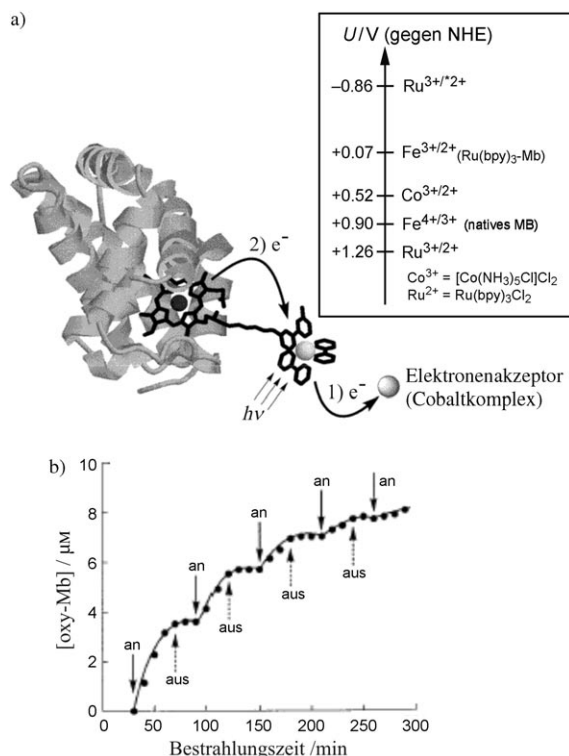 a)
U/V (gegen NHE)
–0.86 Ru³⁺/*²⁺
+0.07 Fe³⁺/²⁺ (Ru(bpy)₃-Mb)
+0.52 Co³⁺/²⁺
+0.90 Fe⁴⁺/³⁺ (natives MB)
+1.26 Ru³⁺/²⁺
Co³⁺ = [Co(NH₃)₅Cl]Cl₂
Ru²⁺ = Ru(bpy)₃Cl₂
2) e⁻
hν
1) e⁻
Elektronenakzeptor
(Cobaltkomplex)
b)
[oxy-Mb] / μM
10
8
6
4
2
0
an
aus
an
aus
an
aus
an
aus
an
0 50 100 150 200 250 300
Bestrahlungszeit /min